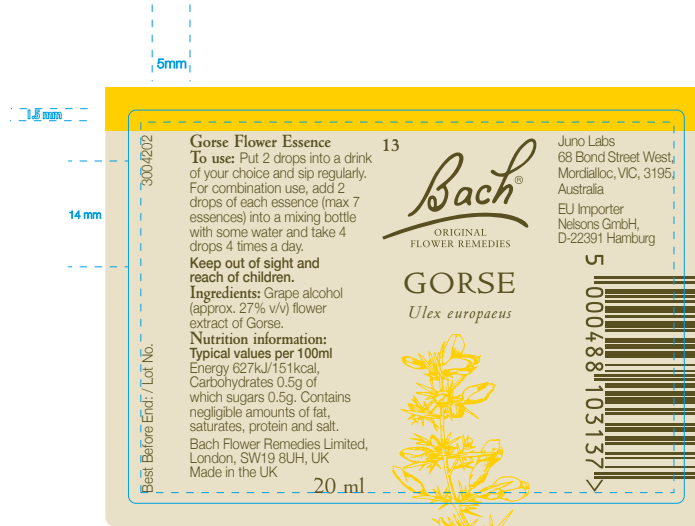 5mm
1.5 mm
14 mm
3004202
Best Before End: / Lot No.
Gorse Flower Essence
To use: Put 2 drops into a drink
of your choice and sip regularly.
For combination use, add 2
drops of each essence (max 7
essences) into a mixing bottle
with some water and take 4
drops 4 times a day.
Keep out of sight and
reach of children.
Ingredients: Grape alcohol
(approx. 27% v/v) flower
extract of Gorse.
Nutrition information:
Typical values per 100ml
Energy 627kJ/151kcal,
Carbohydrates 0.5g of
which sugars 0.5g. Contains
negligible amounts of fat,
saturates, protein and salt.
Bach Flower Remedies Limited,
London, SW19 8UH, UK
Made in the UK
20 ml
13
Bach®
ORIGINAL
FLOWER REMEDIES
GORSE
Ulex europaeus
Juno Labs
68 Bond Street West,
Mordialloc, VIC, 3195,
Australia
EU Importer
Nelsons GmbH,
D-22391 Hamburg
5 000488 103137 >